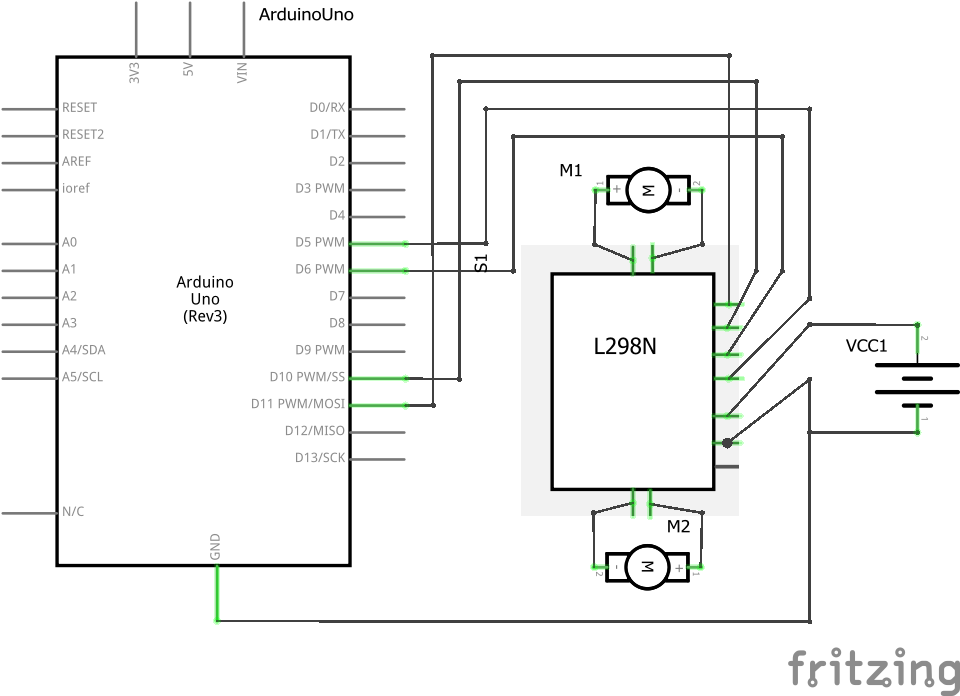 ArduinoUno
3V3
5V
VIN
RESET
D0/RX
RESET2
D1/TX
AREF
D2
ioref
D3 PWM
D4
A0
D5 PWM
A1
D6 PWM
A2
D7
A3
D8
A4/SDA
D9 PWM
A5/SCL
D10 PWM/SS
D11 PWM/MOSI
D12/MISO
D13/SCK
N/C
GND
Arduino
Uno
(Rev3)
S1
M1
1
+
M
-
2
L298N
VCC1
2
1
M2
2
-
M
+
1
fritzing